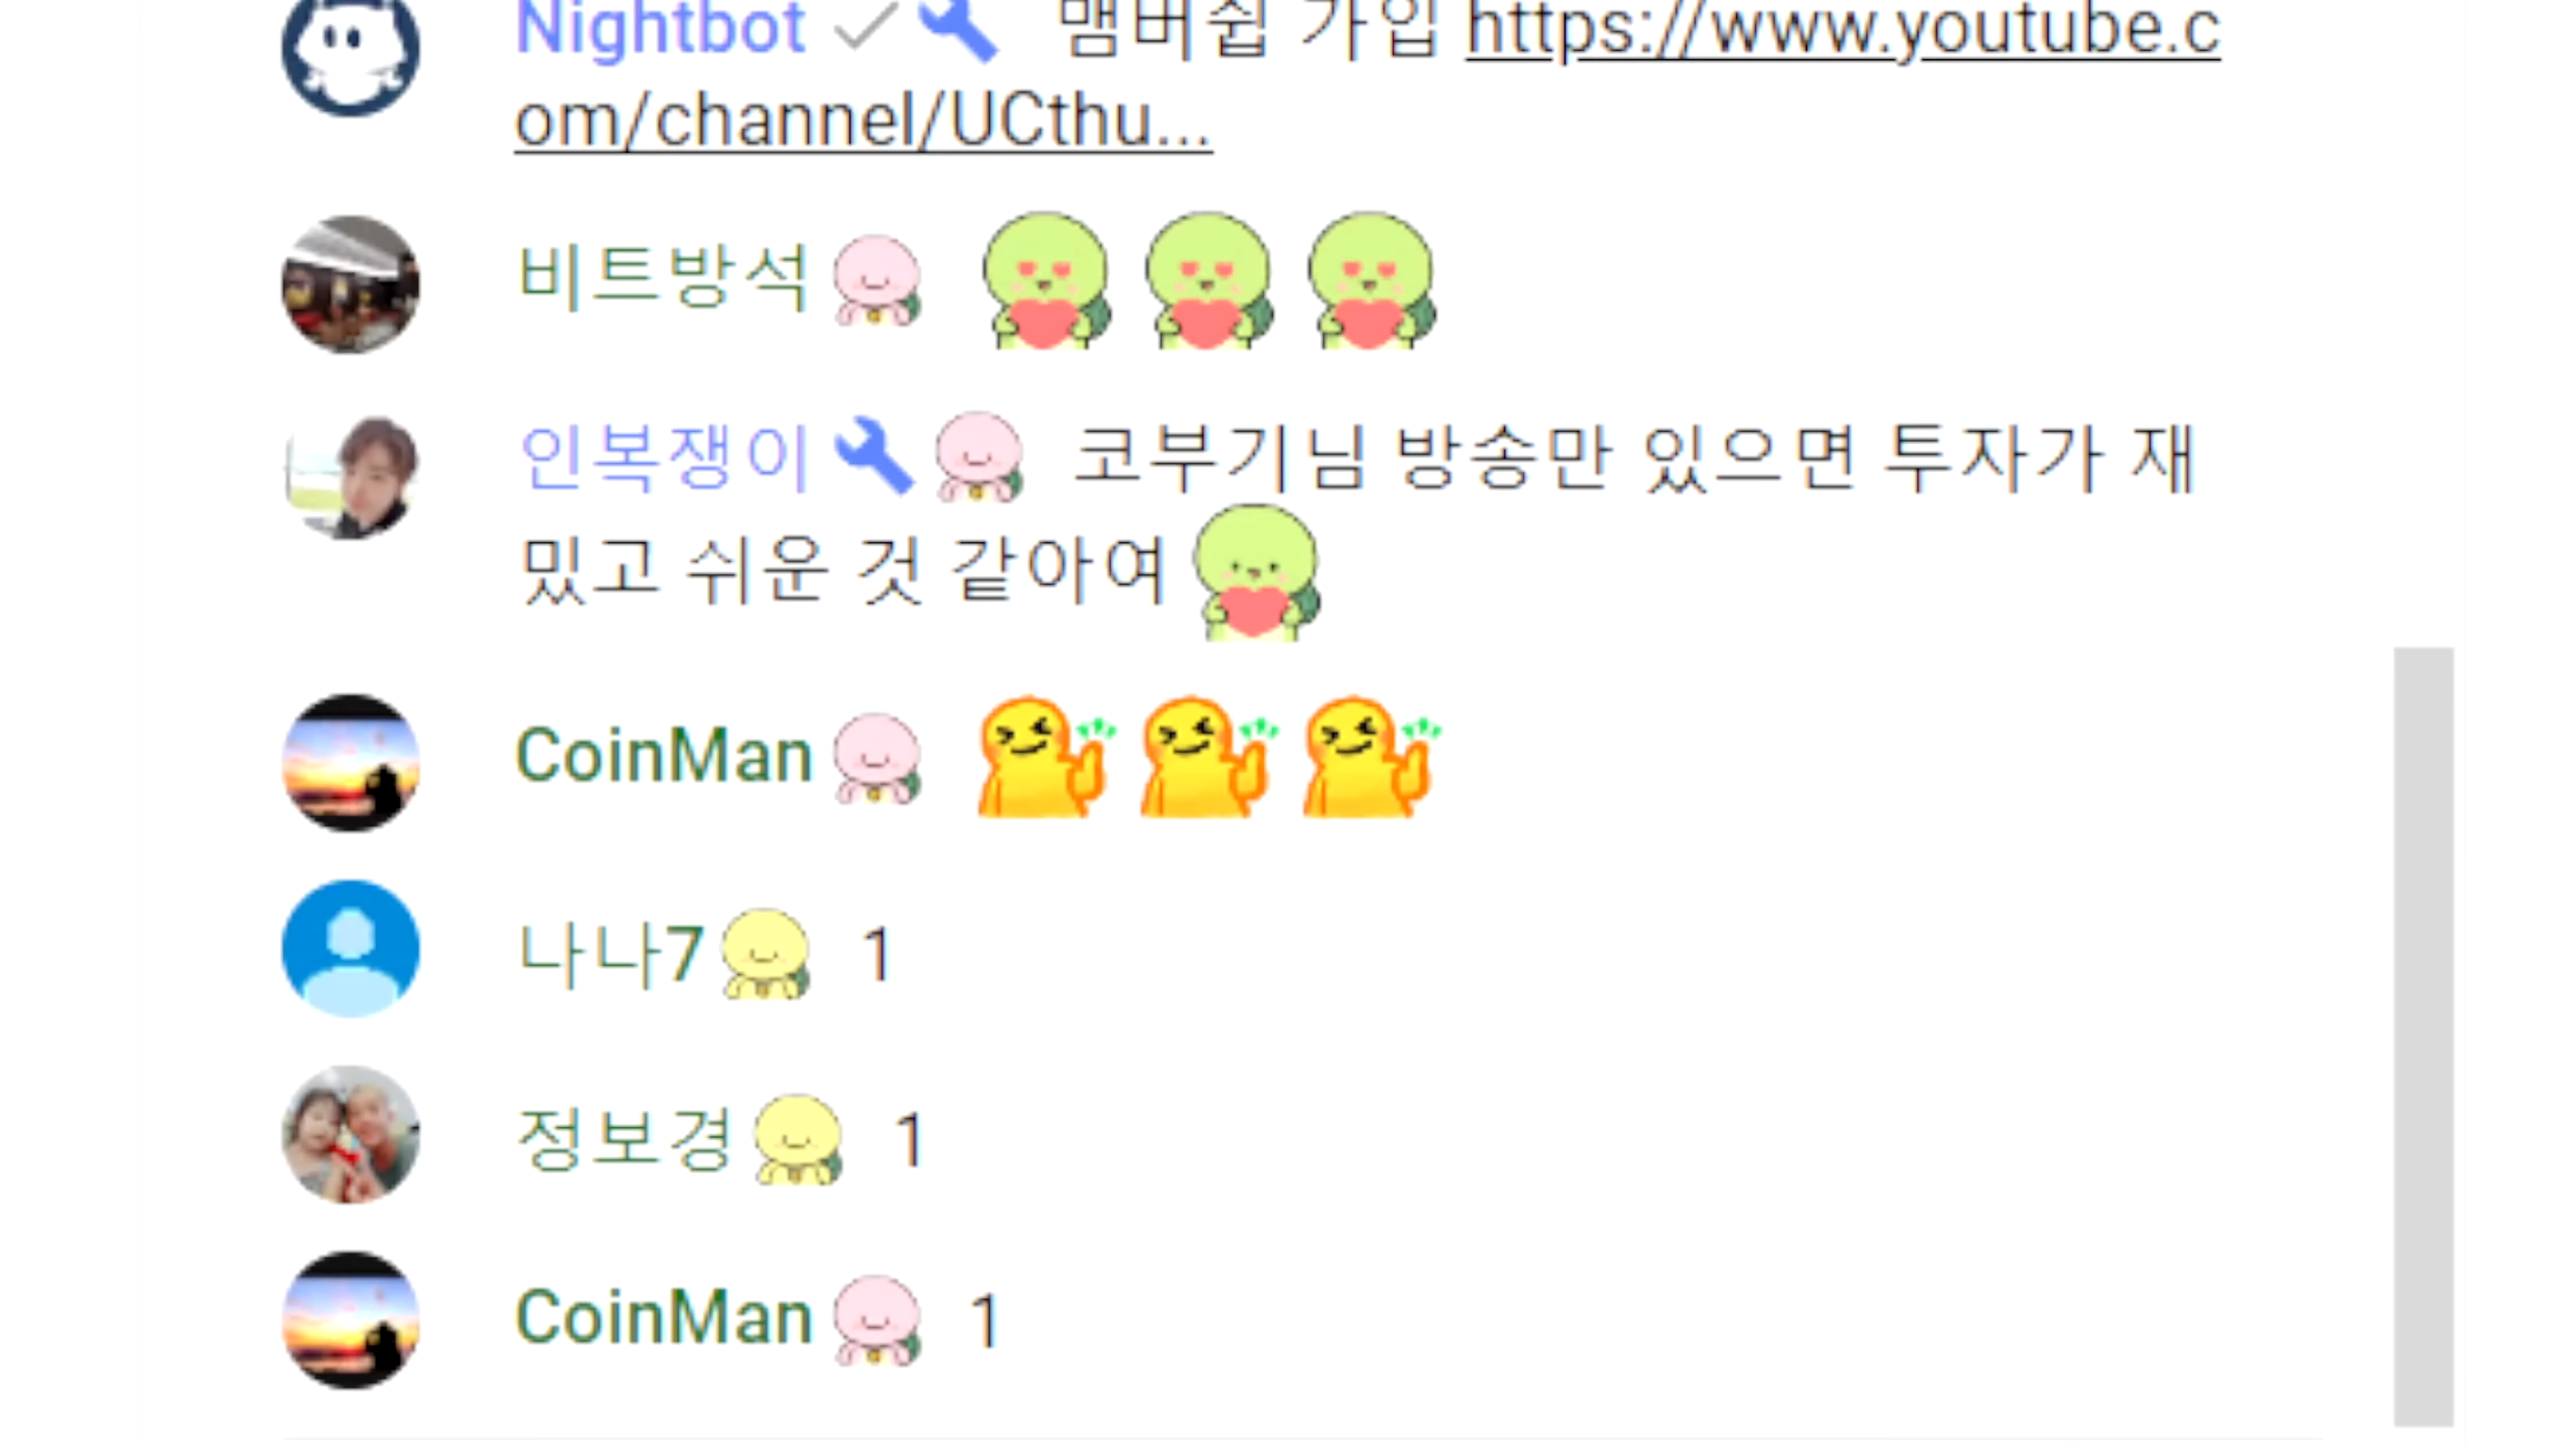 Nightbot 맴버쉽 가입 https://www.youtube.c
om/channel/UCthu...
비트방석
인복쟁이 코부기님 방송만 있으면 투자가 재
밌고 쉬운 것 같아여
CoinMan
나나7 1
정보경 1
CoinMan 1